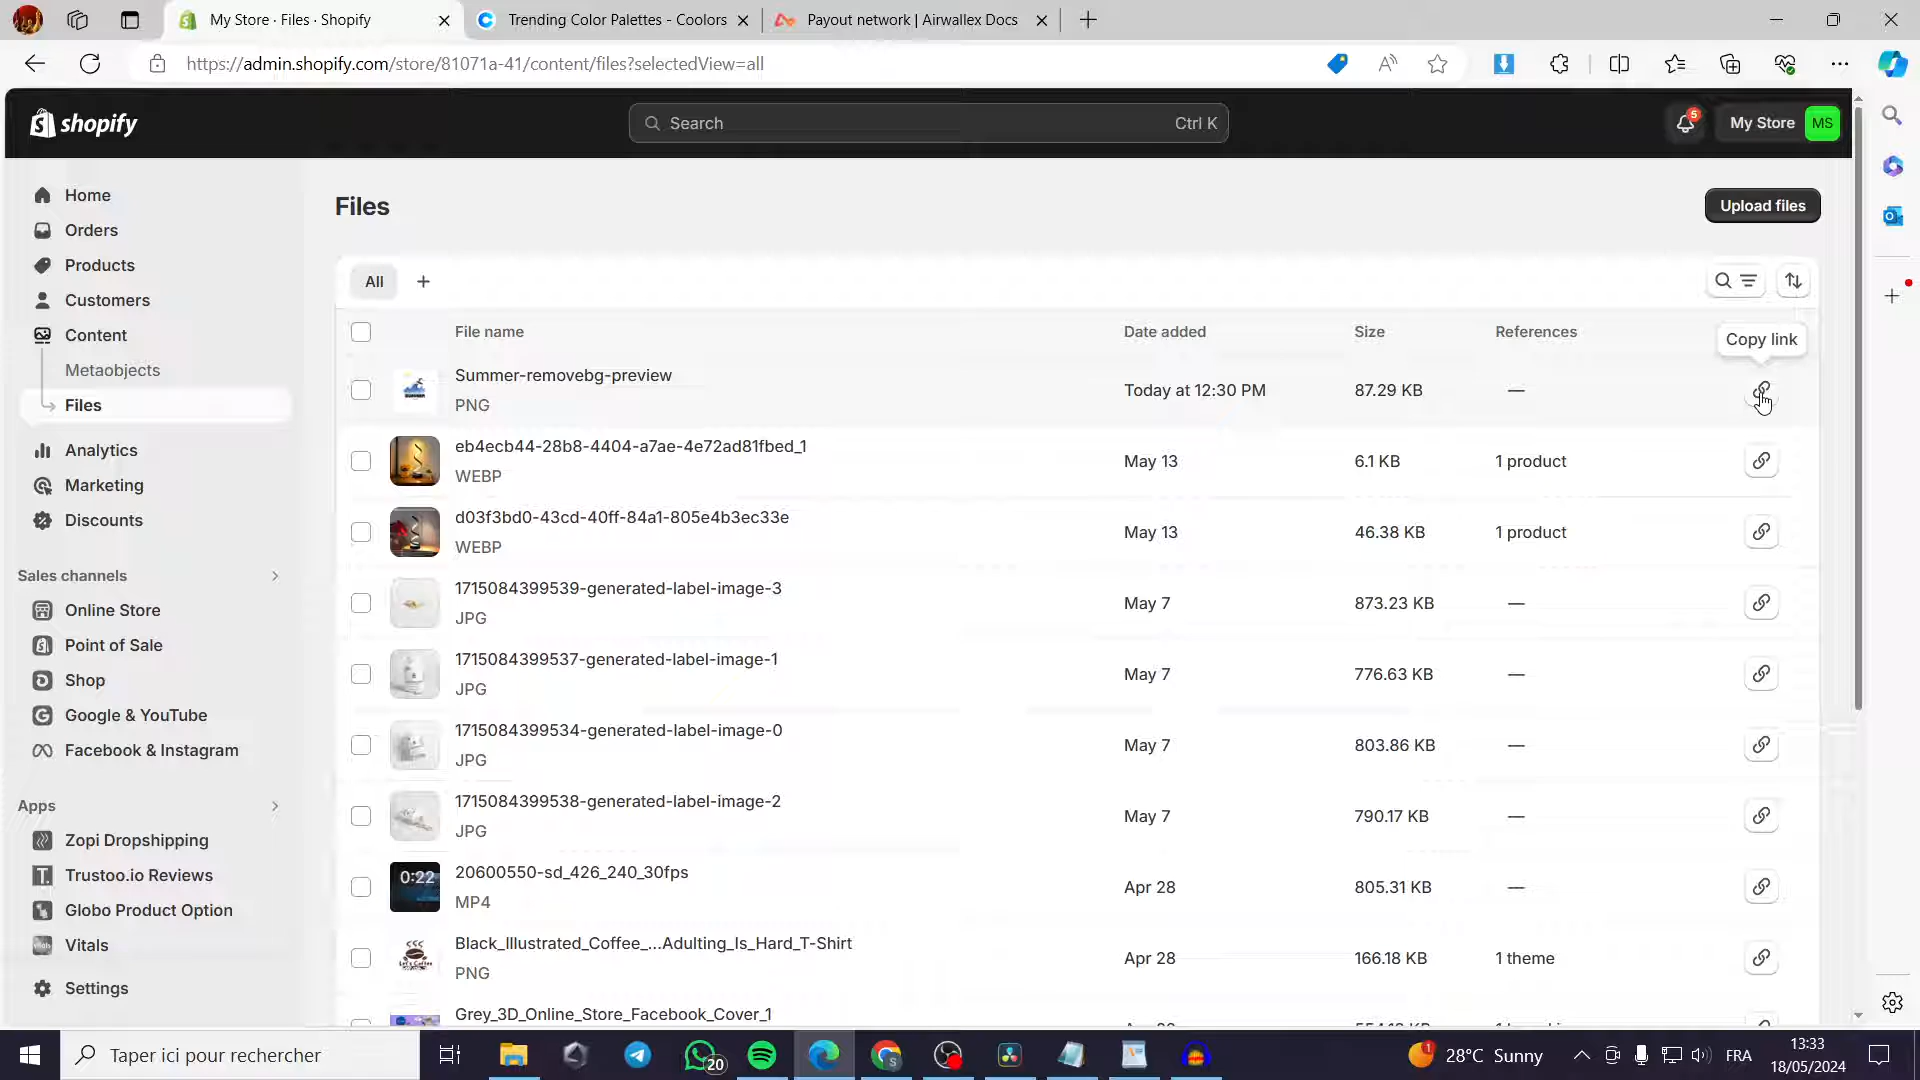 My Store · Files · Shopify
Trending Color Palettes - Coolors
Payout network | Airwallex Docs
https://admin.shopify.com/store/81071a-41/content/files?selectedView=all
shopify
Search
Ctrl K
5
My Store
MS
Home
Orders
Products
Customers
Content
Metaobjects
Files
Analytics
Marketing
Discounts
Sales channels
Online Store
Point of Sale
Shop
Google & YouTube
Facebook & Instagram
Apps
Zopi Dropshipping
Trustoo.io Reviews
Globo Product Option
Vitals
Settings
Files
Upload files
All
File name
Date added
Size
References
Copy link
Summer-removebg-preview
PNG
Today at 12:30 PM
87.29 KB
—
eb4ecb44-28b8-4404-a7ae-4e72ad81fbed_1
WEBP
May 13
6.1 KB
1 product
d03f3bd0-43cd-40ff-84a1-805e4b3ec33e
WEBP
May 13
46.38 KB
1 product
1715084399539-generated-label-image-3
JPG
May 7
873.23 KB
—
1715084399537-generated-label-image-1
JPG
May 7
776.63 KB
—
1715084399534-generated-label-image-0
JPG
May 7
803.86 KB
—
1715084399538-generated-label-image-2
JPG
May 7
790.17 KB
—
0:22
20600550-sd_426_240_30fps
MP4
Apr 28
805.31 KB
—
Black_Illustrated_Coffee_...Adulting_Is_Hard_T-Shirt
PNG
Apr 28
166.18 KB
1 theme
Grey_3D_Online_Store_Facebook_Cover_1
Taper ici pour rechercher
20
1
28°C Sunny
FRA
13:33
18/05/2024